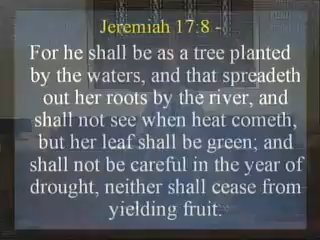 Jeremiah 17:8 -
For he shall be as a tree planted
by the waters, and that spreadeth
out her roots by the river, and
shall not see when heat cometh,
but her leaf shall be green; and
shall not be careful in the year of
drought, neither shall cease from
yielding fruit.